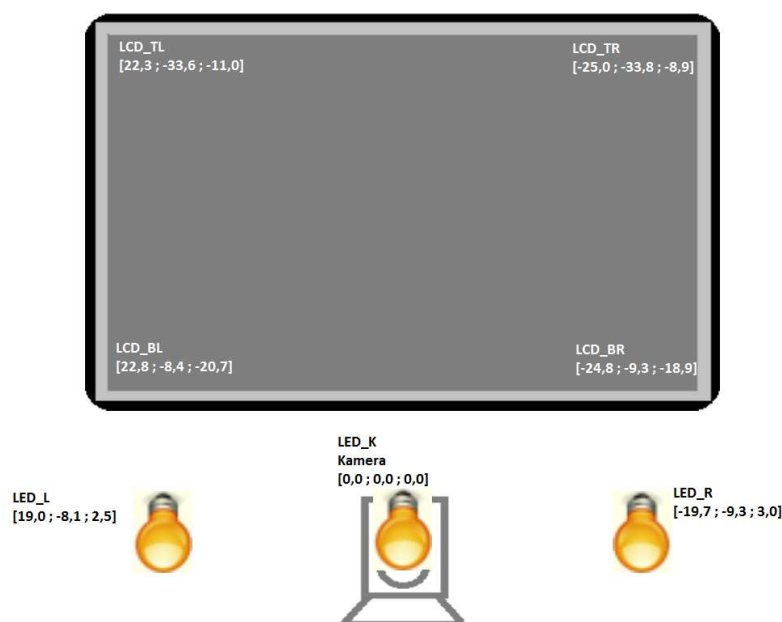 LCD_TL
[22,3 ; -33,6 ; -11,0]
LCD_TR
[-25,0 ; -33,8 ; -8,9]
LCD_BL
[22,8 ; -8,4 ; -20,7]
LCD_BR
[-24,8 ; -9,3 ; -18,9]
LED_K
Kamera
[0,0 ; 0,0 ; 0,0]
LED_L
[19,0 ; -8,1 ; 2,5]
LED_R
[-19,7 ; -9,3 ; 3,0]